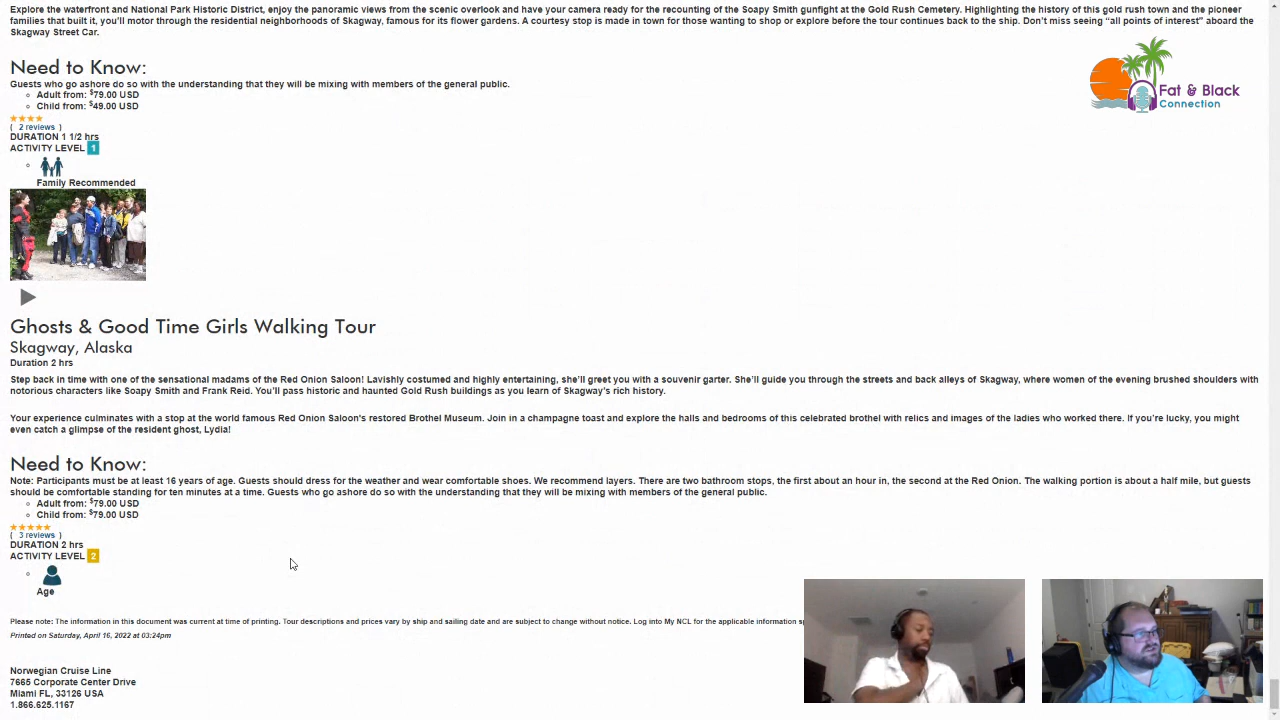 Explore the waterfront and National Park Historic District, enjoy the panoramic views from the scenic overlook and have your camera ready for the recounting of the Soapy Smith gunfight at the Gold Rush Cemetery. Highlighting the history of this gold rush town and the pioneer
families that built it, you'll motor through the residential neighborhoods of Skagway, famous for its flower gardens. A courtesy stop is made in town for those wanting to shop or explore before the tour continues back to the ship. Don't miss seeing "all points of interest" aboard the
Skagway Street Car.
Fat & Black
Connection
Need to Know:
Guests who go ashore do so with the understanding that they will be mixing with members of the general public.
Adult from: $79.00 USD
Child from: $49.00 USD
( 2 reviews )
DURATION 1 1/2 hrs
ACTIVITY LEVEL 1
Family Recommended
Ghosts & Good Time Girls Walking Tour
Skagway, Alaska
Duration 2 hrs
Step back in time with one of the sensational madams of the Red Onion Saloon! Lavishly costumed and highly entertaining, she'll greet you with a souvenir garter. She'll guide you through the streets and back alleys of Skagway, where women of the evening brushed shoulders with
notorious characters like Soapy Smith and Frank Reid. You'll pass historic and haunted Gold Rush buildings as you learn of Skagway's rich history.
Your experience culminates with a stop at the world famous Red Onion Saloon's restored Brothel Museum. Join in a champagne toast and explore the halls and bedrooms of this celebrated brothel with relics and images of the ladies who worked there. If you're lucky, you might
even catch a glimpse of the resident ghost, Lydia!
Need to Know:
Note: Participants must be at least 16 years of age. Guests should dress for the weather and wear comfortable shoes. We recommend layers. There are two bathroom stops, the first about an hour in, the second at the Red Onion. The walking portion is about a half mile, but guests
should be comfortable standing for ten minutes at a time. Guests who go ashore do so with the understanding that they will be mixing with members of the general public.
Adult from: $79.00 USD
Child from: $79.00 USD
( 3 reviews )
DURATION 2 hrs
ACTIVITY LEVEL 2
Age
Please note: The information in this document was current at time of printing. Tour descriptions and prices vary by ship and sailing date and are subject to change without notice. Log into My NCL for the applicable information
Printed on Saturday, April 16, 2022 at 03:24pm
Norwegian Cruise Line
7665 Corporate Center Drive
Miami FL, 33126 USA
1.866.625.1167